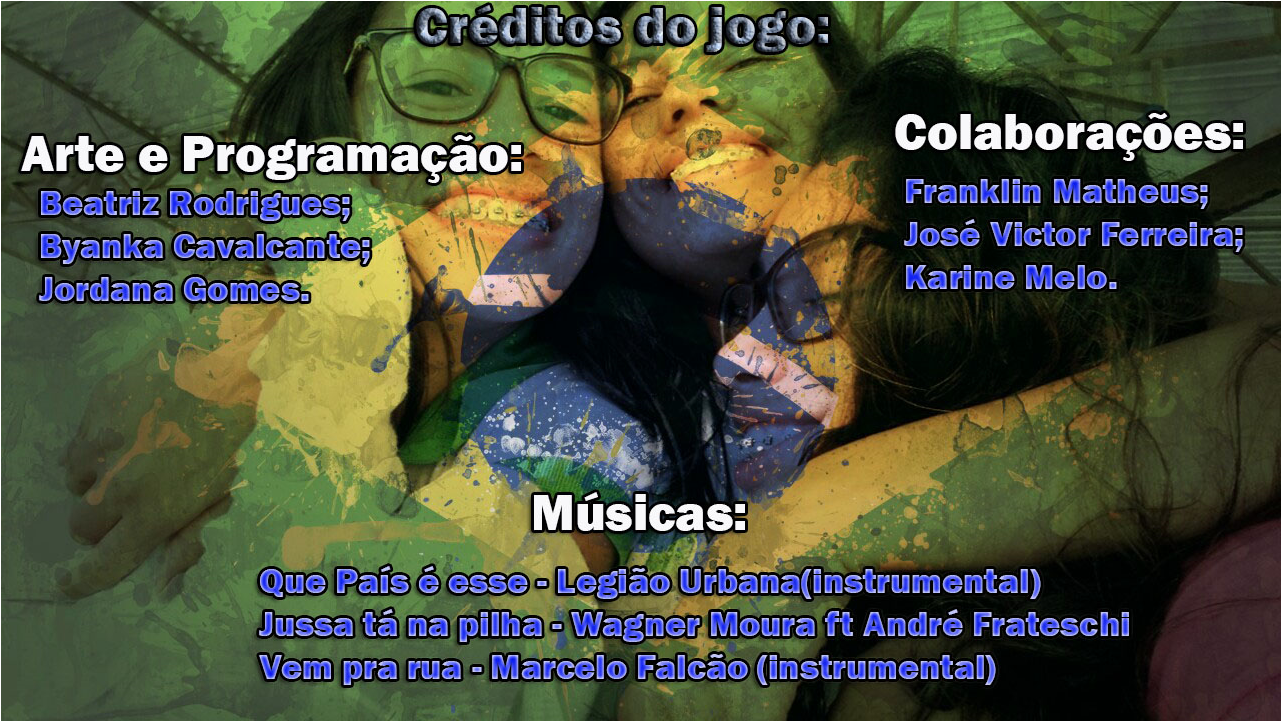 Créditos do jogo:
Arte e Programação:
Beatriz Rodrigues;
Byanka Cavalcante;
Jordana Gomes.
Colaborações:
Franklin Matheus;
José Victor Ferreira;
Karine Melo.
Músicas:
Que País é esse - Legião Urbana(instrumental)
Jussa tá na pilha - Wagner Moura ft André Frateschi
Vem pra rua - Marcelo Falcão (instrumental)